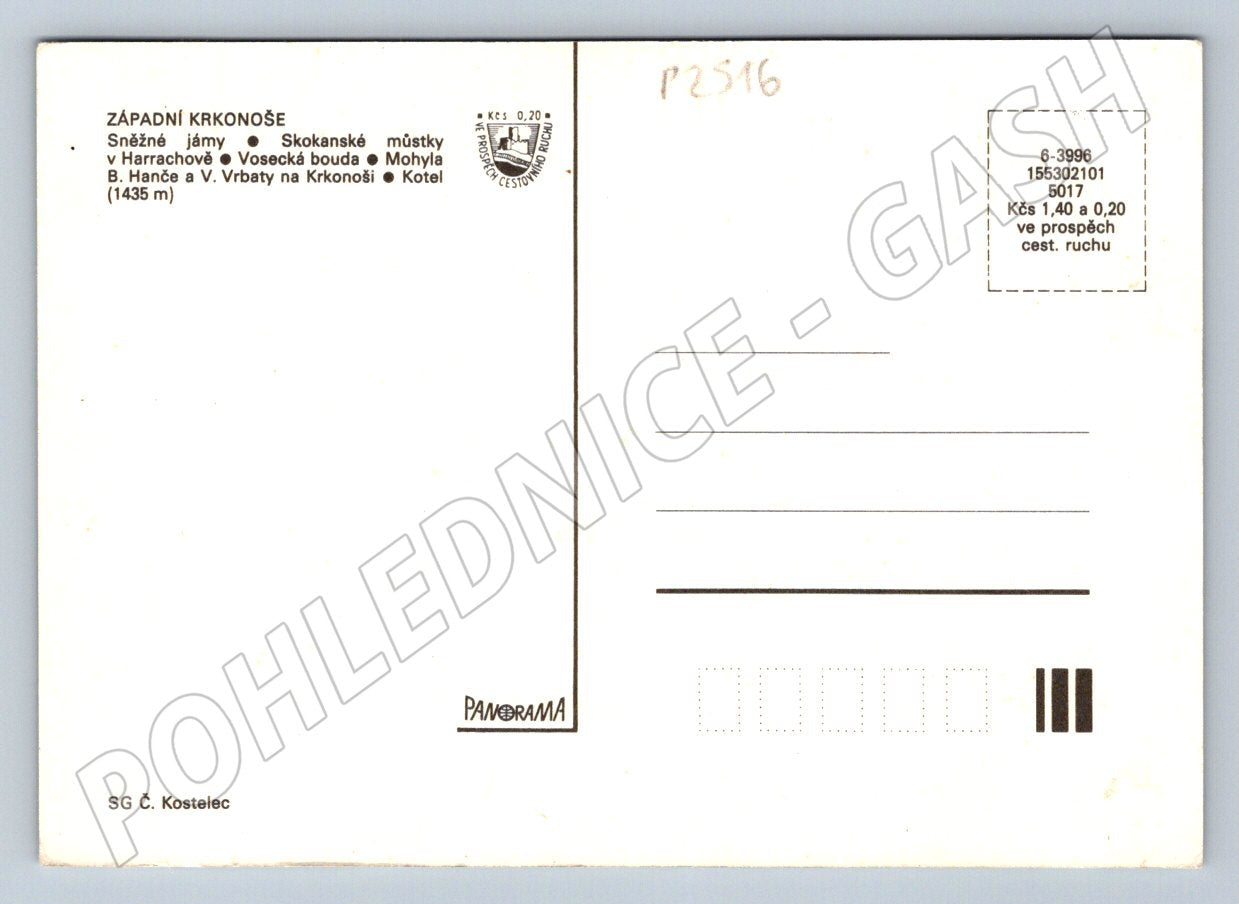 ZÁPADNÍ KRKONOŠE
Sněžné jámy ● Skokanské můstky
v Harrachově ● Vosecká bouda ● Mohyla
B. Hanče a V. Vrbaty na Krkonoši ● Kotel
(1435 m)
Kčs 0,20
VE PROSPĚCH CESTOVNÍHO RUCHU
P2516
6-3996
155302101
5017
Kčs 1,40 a 0,20
ve prospěch
cest. ruchu
POHLEDNICE - GASH
PANORAMA
SG Č. Kostelec